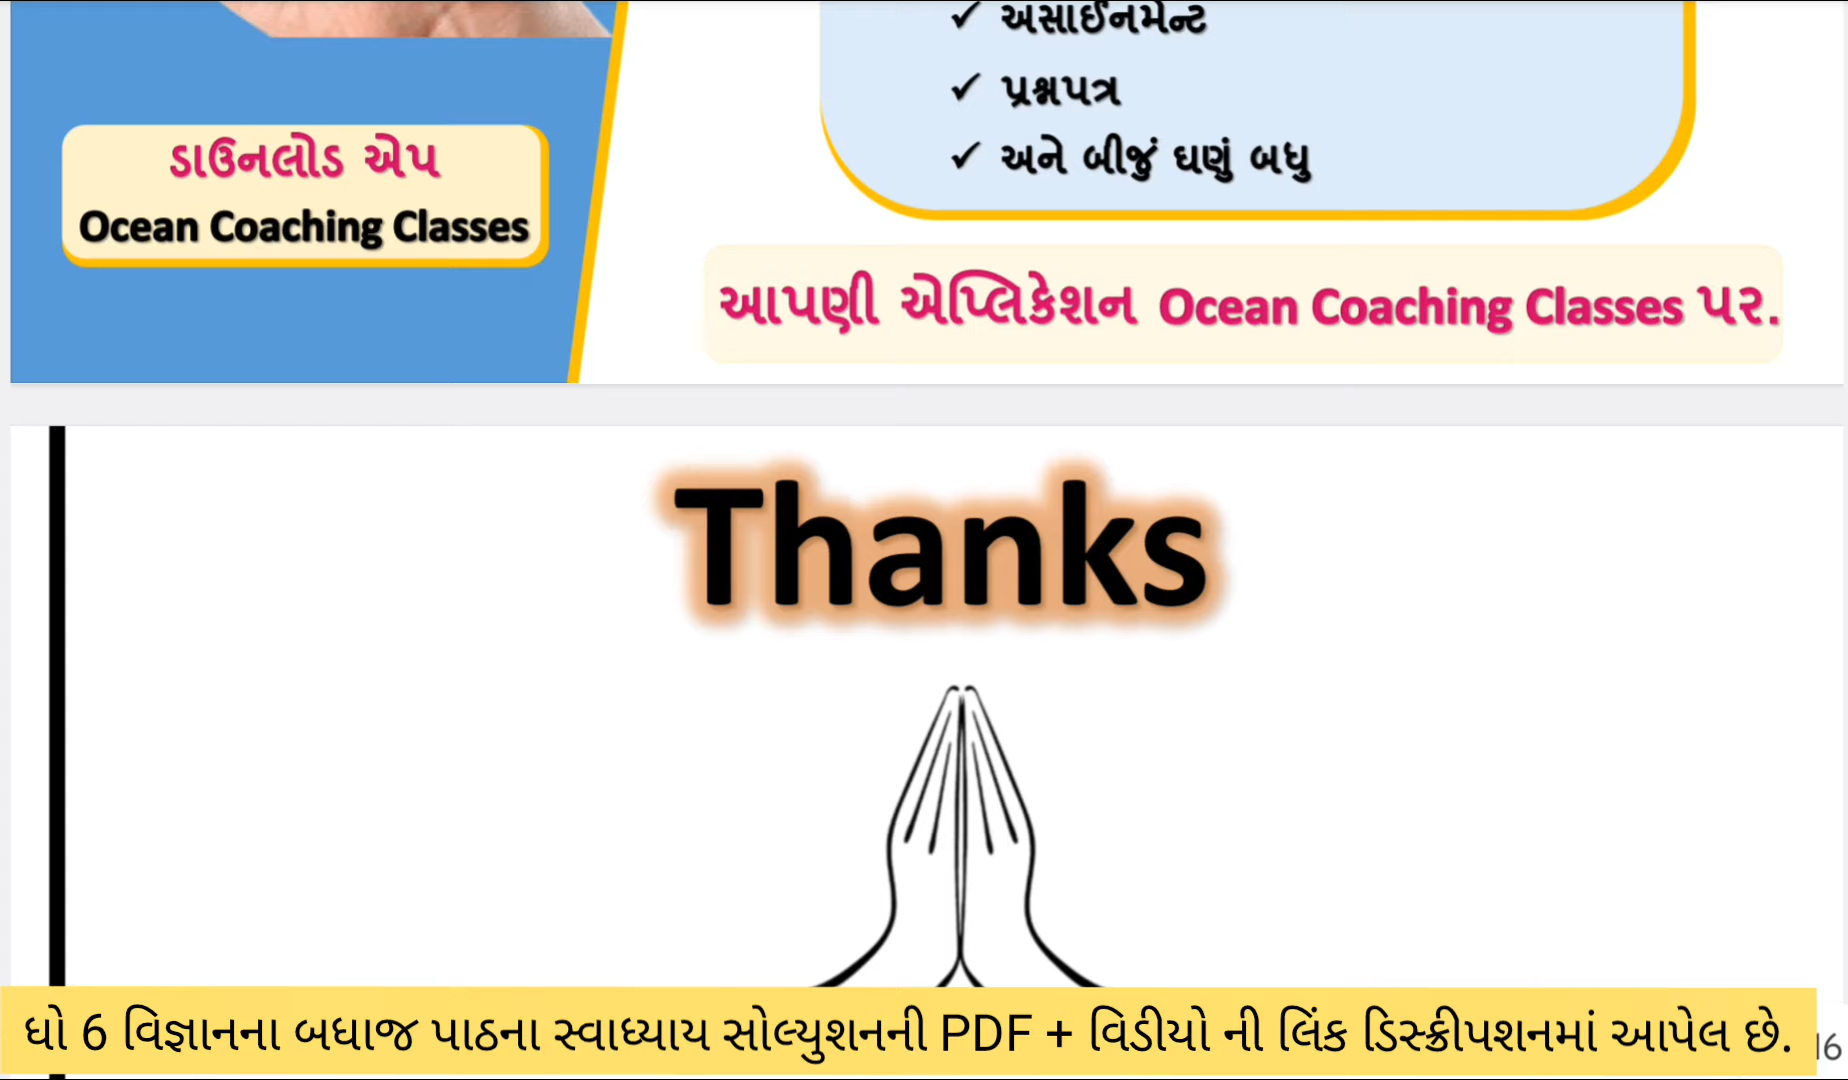 ✓ અસાઈનમેન્ટ
✓ પ્રશ્નપત્ર
✓ અને બીજું ઘણું બધુ
ડાઉનલોડ એપ
Ocean Coaching Classes
આપણી એપ્લિકેશન Ocean Coaching Classes પર.
Thanks
ધો 6 વિજ્ઞાનના બધાજ પાઠના સ્વાધ્યાય સોલ્યુશનની PDF + વિડીયો ની લિંક ડિસ્ક્રીપશનમાં આપેલ છે.
16